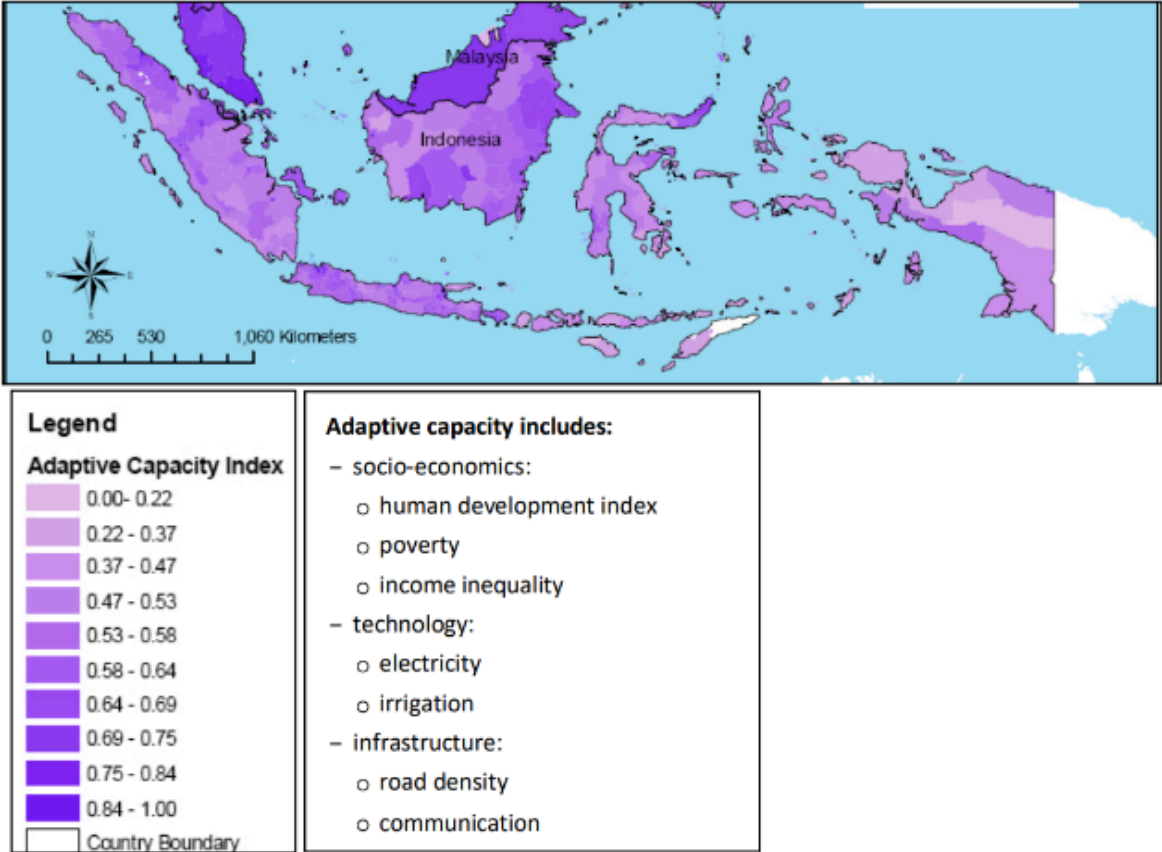 Malaysia
Indonesia
N
W E
S
0 265 530 1,060 Kilometers
Legend
Adaptive Capacity Index
0.00- 0.22
0.22 - 0.37
0.37 - 0.47
0.47 - 0.53
0.53 - 0.58
0.58 - 0.64
0.64 - 0.69
0.69 - 0.75
0.75 - 0.84
0.84 - 1.00
Country Boundary
Adaptive capacity includes:
– socio-economics:
o human development index
o poverty
o income inequality
– technology:
o electricity
o irrigation
– infrastructure:
o road density
o communication